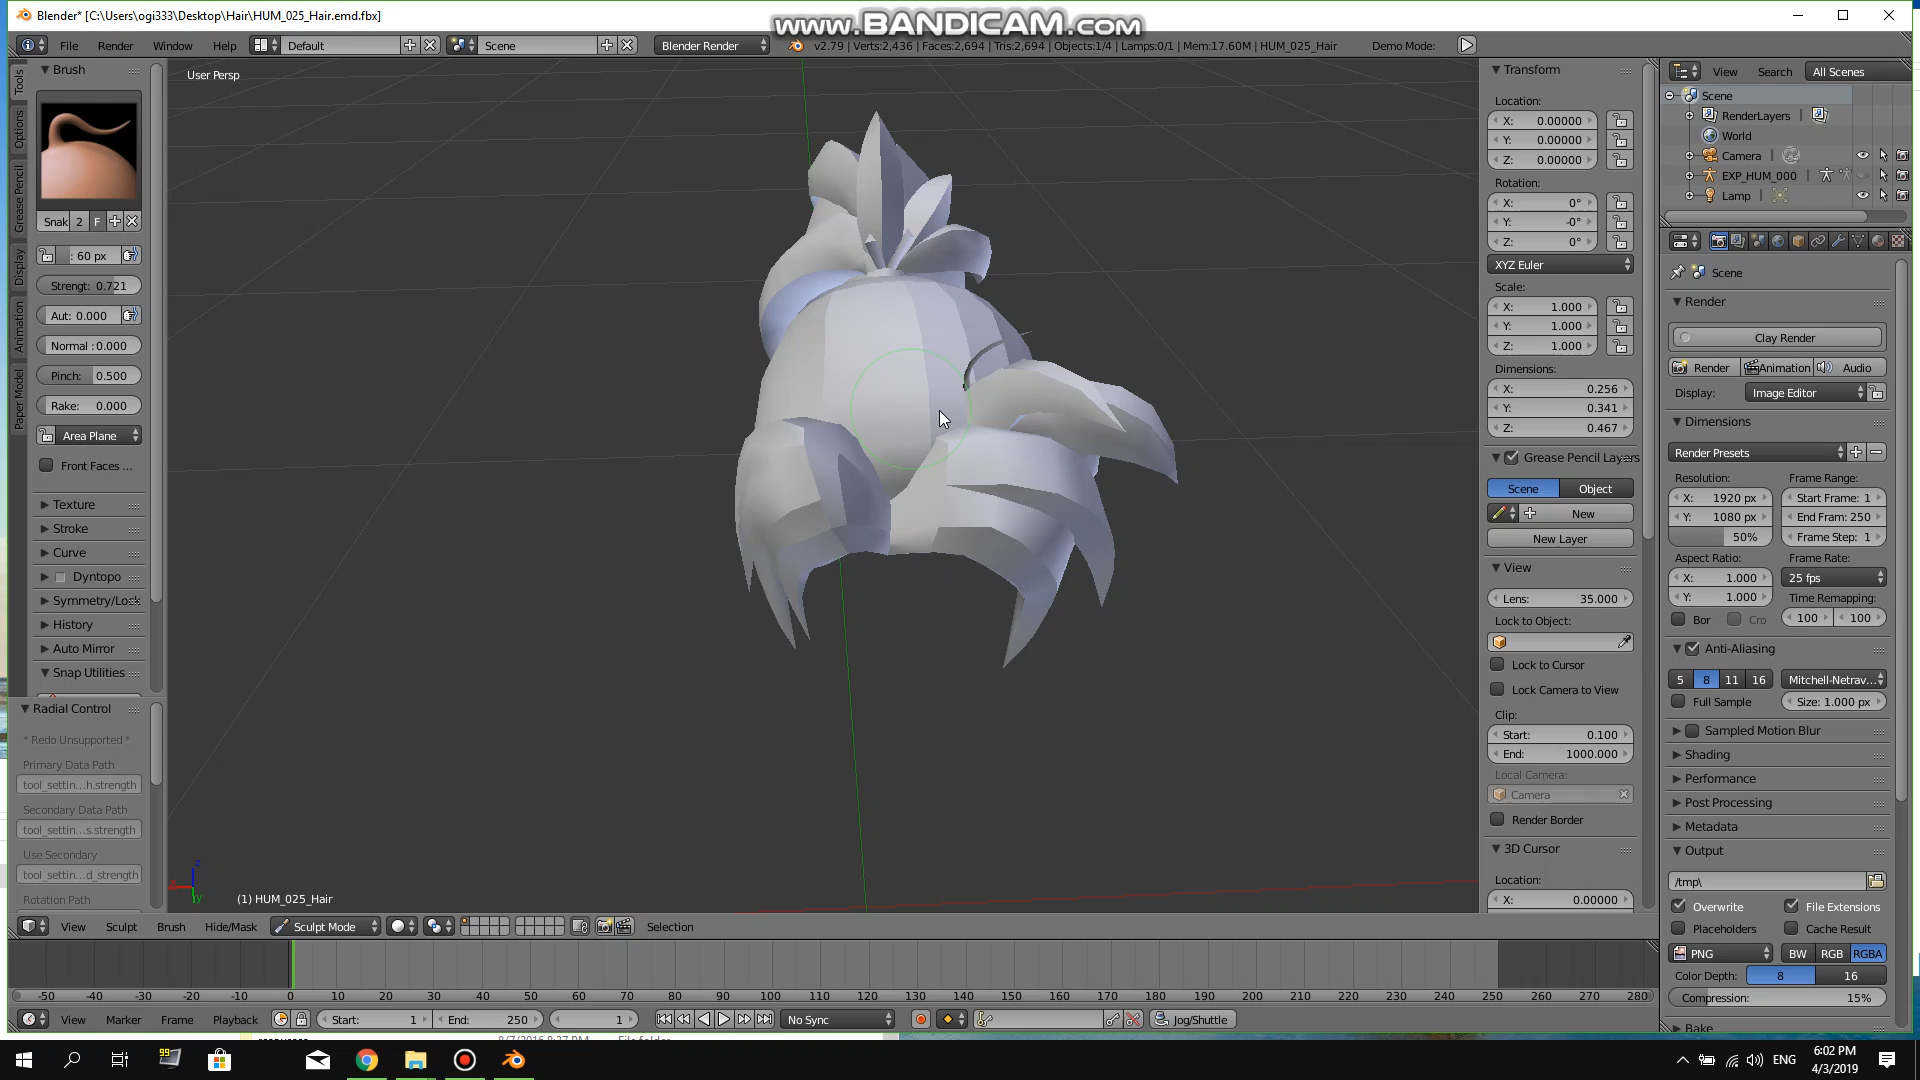 Blender* [C:\Users\ogi333\Desktop\Hair\HUM_025_Hair.emd.fbx]
www.BANDICAM.com
File Render Window Help Default Scene Blender Render v2.79 | Verts:2,436 | Faces:2,694 | Tris:2,694 | Objects:1/4 | Lamps:0/1 | Mem:17.60M | HUM_025_Hair Demo Mode:
Tools
Options
Grease Pencil
Display
Animation
Paper Model
Brush
Snak 2 F
: 60 px
Strengt: 0.721
Aut: 0.000
Normal : 0.000
Pinch: 0.500
Rake: 0.000
Area Plane
Front Faces ...
Texture
Stroke
Curve
Dyntopo
Symmetry/Lock
History
Auto Mirror
Snap Utilities
Radial Control
* Redo Unsupported *
Primary Data Path
tool_settin...h.strength
Secondary Data Path
tool_settin...s.strength
Use Secondary
tool_settin...d_strength
Rotation Path
User Persp
z
x
y
(1) HUM_025_Hair
View Sculpt Brush Hide/Mask Sculpt Mode Selection
Transform
Location:
X: 0.00000
Y: 0.00000
Z: 0.00000
Rotation:
X: 0°
Y: -0°
Z: 0°
XYZ Euler
Scale:
X: 1.000
Y: 1.000
Z: 1.000
Dimensions:
X: 0.256
Y: 0.341
Z: 0.467
Grease Pencil Layers
Scene Object
New
New Layer
View
Lens: 35.000
Lock to Object:
Lock to Cursor
Lock Camera to View
Clip:
Start: 0.100
End: 1000.000
Local Camera:
Camera
Render Border
3D Cursor
Location:
X: 0.00000
View Search All Scenes
Scene
RenderLayers
World
Camera
EXP_HUM_000
Lamp
Scene
Render
Clay Render
Render Animation Audio
Display: Image Editor
Dimensions
Render Presets
Resolution: Frame Range:
X: 1920 px Start Frame: 1
Y: 1080 px End Fram: 250
50% Frame Step: 1
Aspect Ratio: Frame Rate:
X: 1.000 25 fps
Y: 1.000 Time Remapping:
Bor Cro 100 100
Anti-Aliasing
5 8 11 16 Mitchell-Netrav...
Full Sample Size: 1.000 px
Sampled Motion Blur
Shading
Performance
Post Processing
Metadata
Output
/tmp\
Overwrite File Extensions
Placeholders Cache Result
PNG BW RGB RGBA
Color Depth: 8 16
Compression: 15%
Bake
-50 -40 -30 -20 -10 0 10 20 30 40 50 60 70 80 90 100 110 120 130 140 150 160 170 180 190 200 210 220 230 240 250 260 270 280
View Marker Frame Playback Start: 1 End: 250 1 No Sync Jog/Shuttle
99
ENG
6:02 PM
4/3/2019